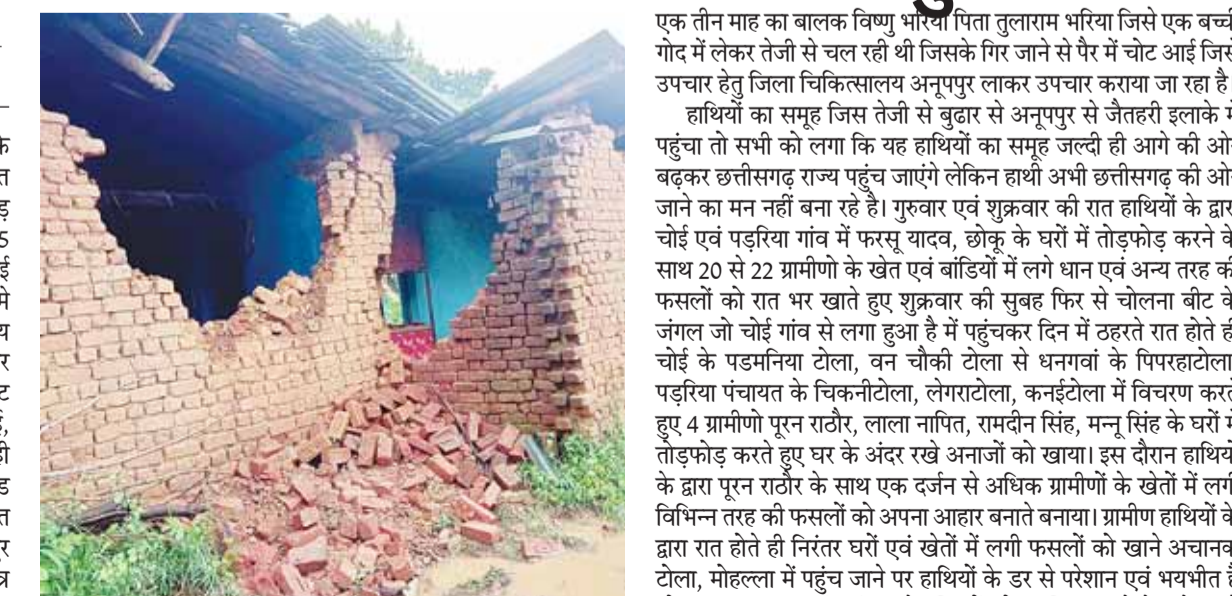 के
त
ड़
5
ई
मे
य
र
ट
ई,
ही
ड
त
र
त्र
एक तीन माह का बालक विष्णु भरिया पिता तुलाराम भरिया जिसे एक बच्ची
गोद में लेकर तेजी से चल रही थी जिसके गिर जाने से पैर में चोट आई जिसे
उपचार हेतु जिला चिकित्सालय अनूपपुर लाकर उपचार कराया जा रहा है
हाथियों का समूह जिस तेजी से बुढार से अनूपपुर से जैतहरी इलाके में
पहुंचा तो सभी को लगा कि यह हाथियों का समूह जल्दी ही आगे की ओर
बढ़कर छत्तीसगढ़ राज्य पहुंच जाएंगे लेकिन हाथी अभी छत्तीसगढ़ की ओर
जाने का मन नहीं बना रहे है। गुरुवार एवं शुक्रवार की रात हाथियों के द्वारा
चोई एवं पड़रिया गांव में फरसू यादव, छोकू के घरों में तोड़फोड़ करने के
साथ 20 से 22 ग्रामीणो के खेत एवं बांडियों में लगे धान एवं अन्य तरह की
फसलों को रात भर खाते हुए शुक्रवार की सुबह फिर से चोलना बीट के
जंगल जो चोई गांव से लगा हुआ है में पहुंचकर दिन में ठहरते रात होते ही
चोई के पडमनिया टोला, वन चौकी टोला से धनगवां के पिपरहाटोला,
पड़रिया पंचायत के चिकनीटोला, लेगराटोला, कनईटोला में विचरण करते
हुए 4 ग्रामीणो पूरन राठौर, लाला नापित, रामदीन सिंह, मन्नू सिंह के घरों में
तोड़फोड़ करते हुए घर के अंदर रखे अनाजों को खाया। इस दौरान हाथियों
के द्वारा पूरन राठौर के साथ एक दर्जन से अधिक ग्रामीणों के खेतों में लगी
विभिन्न तरह की फसलों को अपना आहार बनाते बनाया। ग्रामीण हाथियों के
द्वारा रात होते ही निरंतर घरों एवं खेतों में लगी फसलों को खाने अचानक
टोला, मोहल्ला में पहुंच जाने पर हाथियों के डर से परेशान एवं भयभीत है